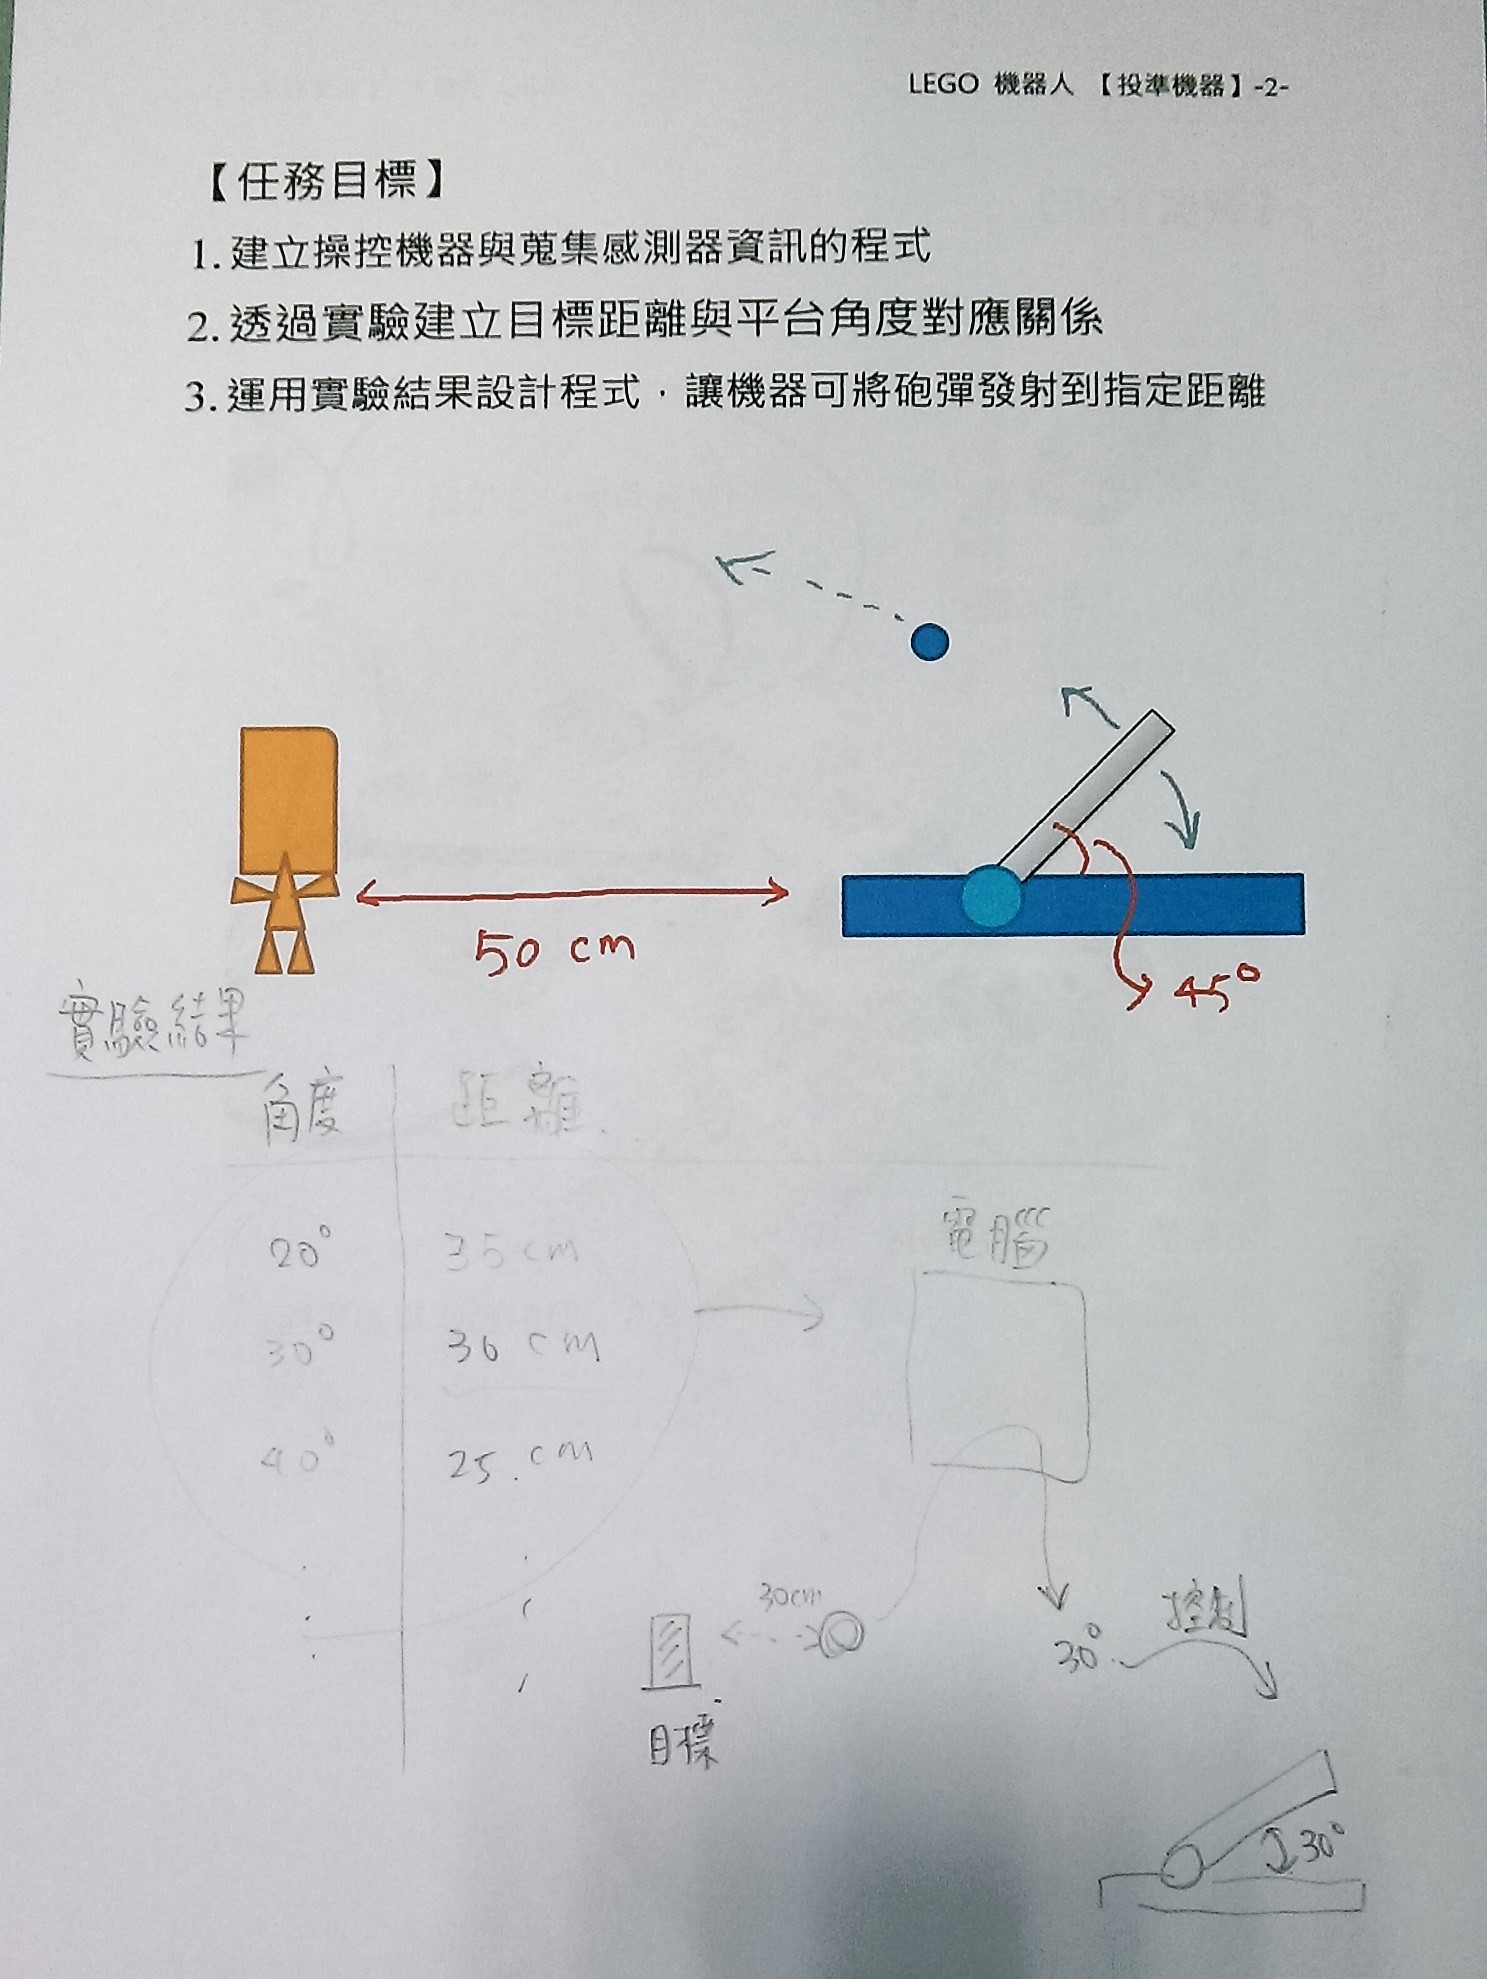 LEGO 機器人 【投準機器】-2-
【任務目標】
1. 建立操控機器與蒐集感測器資訊的程式
2. 透過實驗建立目標距離與平台角度對應關係
3. 運用實驗結果設計程式，讓機器可將砲彈發射到指定距離
50 cm
45°
實驗結果
角度 距離
電腦
20° 35 cm
30° 30 cm
40° 25 cm
30cm
控制
30°
目標
30°